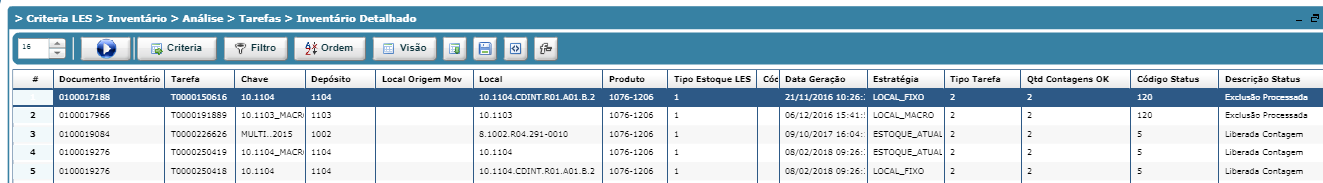 > Criteria LES > Inventário > Análise > Tarefas > Inventário Detalhado
16 Criteria Filtro Ordem Visão
# Documento Inventário Tarefa Chave Depósito Local Origem Mov Local Produto Tipo Estoque LES Cóc Data Geração Estratégia Tipo Tarefa Qtd Contagens OK Código Status Descrição Status
1 0100017188 T0000150616 10.1104 1104 10.1104.CDINT.R01.A01.B.2 1076-1206 1 21/11/2016 10:26: LOCAL_FIXO 2 2 120 Exclusão Processada
2 0100017966 T0000191889 10.1103_MACR 1103 10.1103 1076-1206 1 06/12/2016 15:41: LOCAL_MACRO 2 2 120 Exclusão Processada
3 0100019084 T0000226626 MULTI..2015 1002 8.1002.R04.291-0010 1076-1206 1 09/10/2017 16:04: ESTOQUE_ATUAL 2 2 5 Liberada Contagem
4 0100019276 T0000250419 10.1104_MACR 1104 10.1104 1076-1206 1 08/02/2018 09:26: ESTOQUE_ATUAL 2 2 5 Liberada Contagem
5 0100019276 T0000250418 10.1104 1104 10.1104.CDINT.R01.A01.B.2 1076-1206 1 08/02/2018 09:26: LOCAL_FIXO 2 2 5 Liberada Contagem